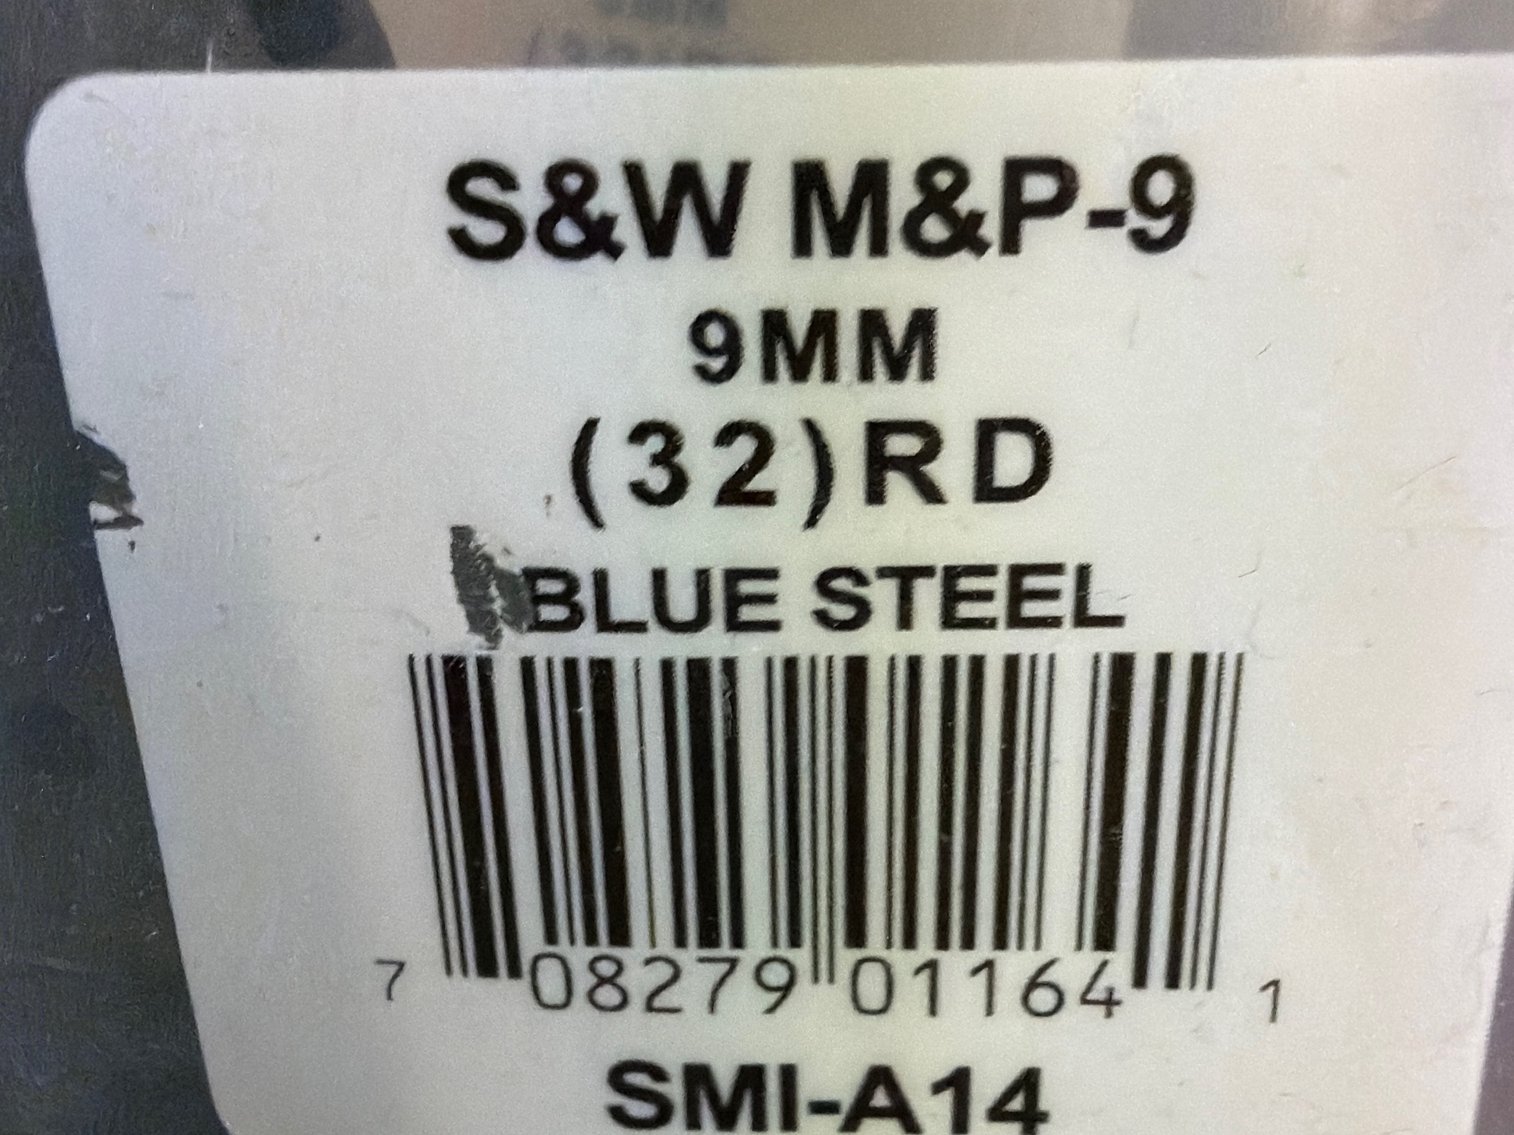 S&W M&P-9
9MM
(32)RD
BLUE STEEL
7 08279 01164 1
SMI-A14